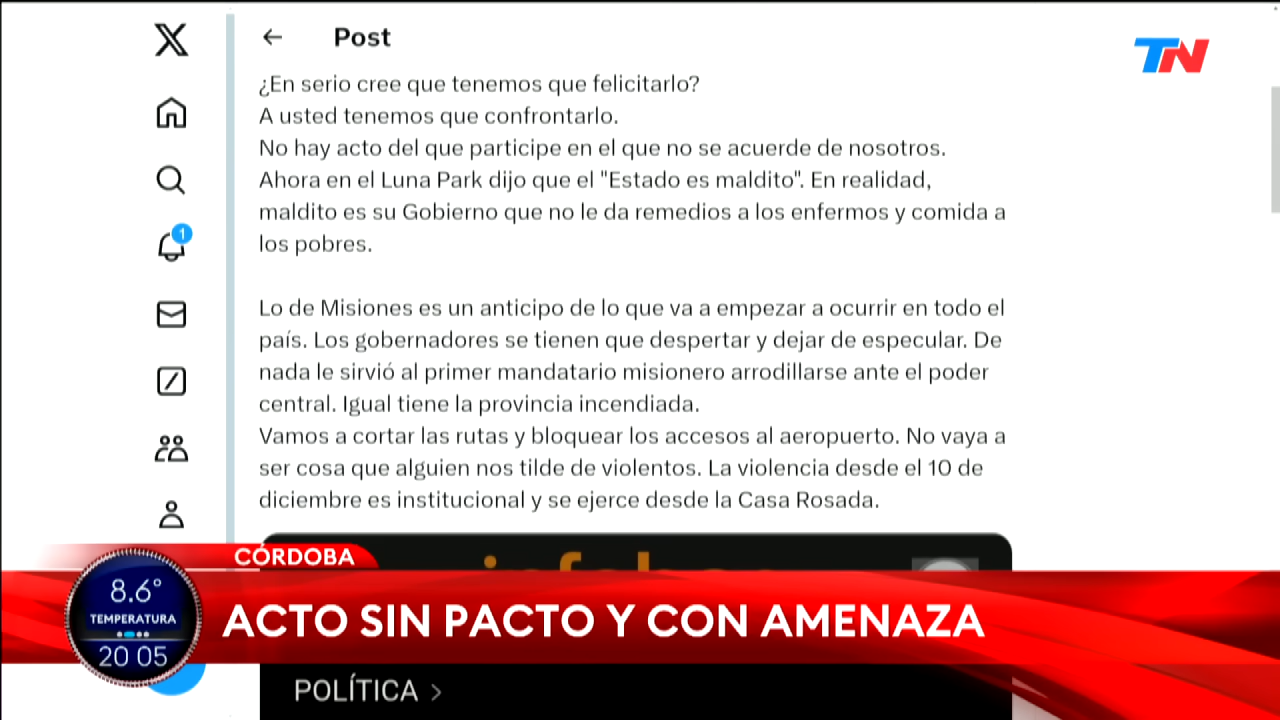 Post
TN
¿En serio cree que tenemos que felicitarlo?
A usted tenemos que confrontarlo.
No hay acto del que participe en el que no se acuerde de nosotros.
Ahora en el Luna Park dijo que el "Estado es maldito". En realidad,
maldito es su Gobierno que no le da remedios a los enfermos y comida a
los pobres.
1
Lo de Misiones es un anticipo de lo que va a empezar a ocurrir en todo el
país. Los gobernadores se tienen que despertar y dejar de especular. De
nada le sirvió al primer mandatario misionero arrodillarse ante el poder
central. Igual tiene la provincia incendiada.
Vamos a cortar las rutas y bloquear los accesos al aeropuerto. No vaya a
ser cosa que alguien nos tilde de violentos. La violencia desde el 10 de
diciembre es institucional y se ejerce desde la Casa Rosada.
CÓRDOBA
8.6°
TEMPERATURA
20 05
ACTO SIN PACTO Y CON AMENAZA
POLÍTICA >